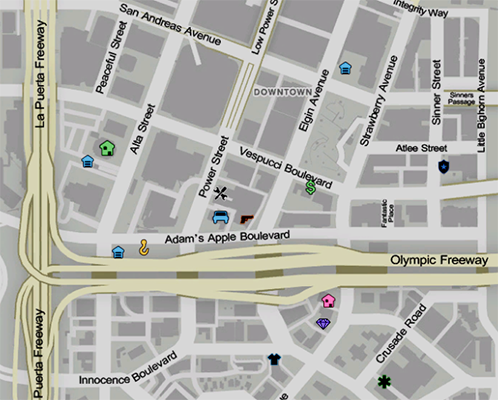 Integrity Way
San Andreas Avenue
Low Power S
La Puerta Freeway
Peaceful Street
DOWNTOWN
Elgin Avenue
Strawberry Avenue
Sinner Street
Sinners
Passage
Little Bighorn Avenue
Alta Street
Power Street
Vespucci Boulevard
Atlee Street
Fantastic
Place
Adam's Apple Boulevard
Olympic Freeway
Puerta Freeway
Crusade Road
Innocence Boulevard
ue